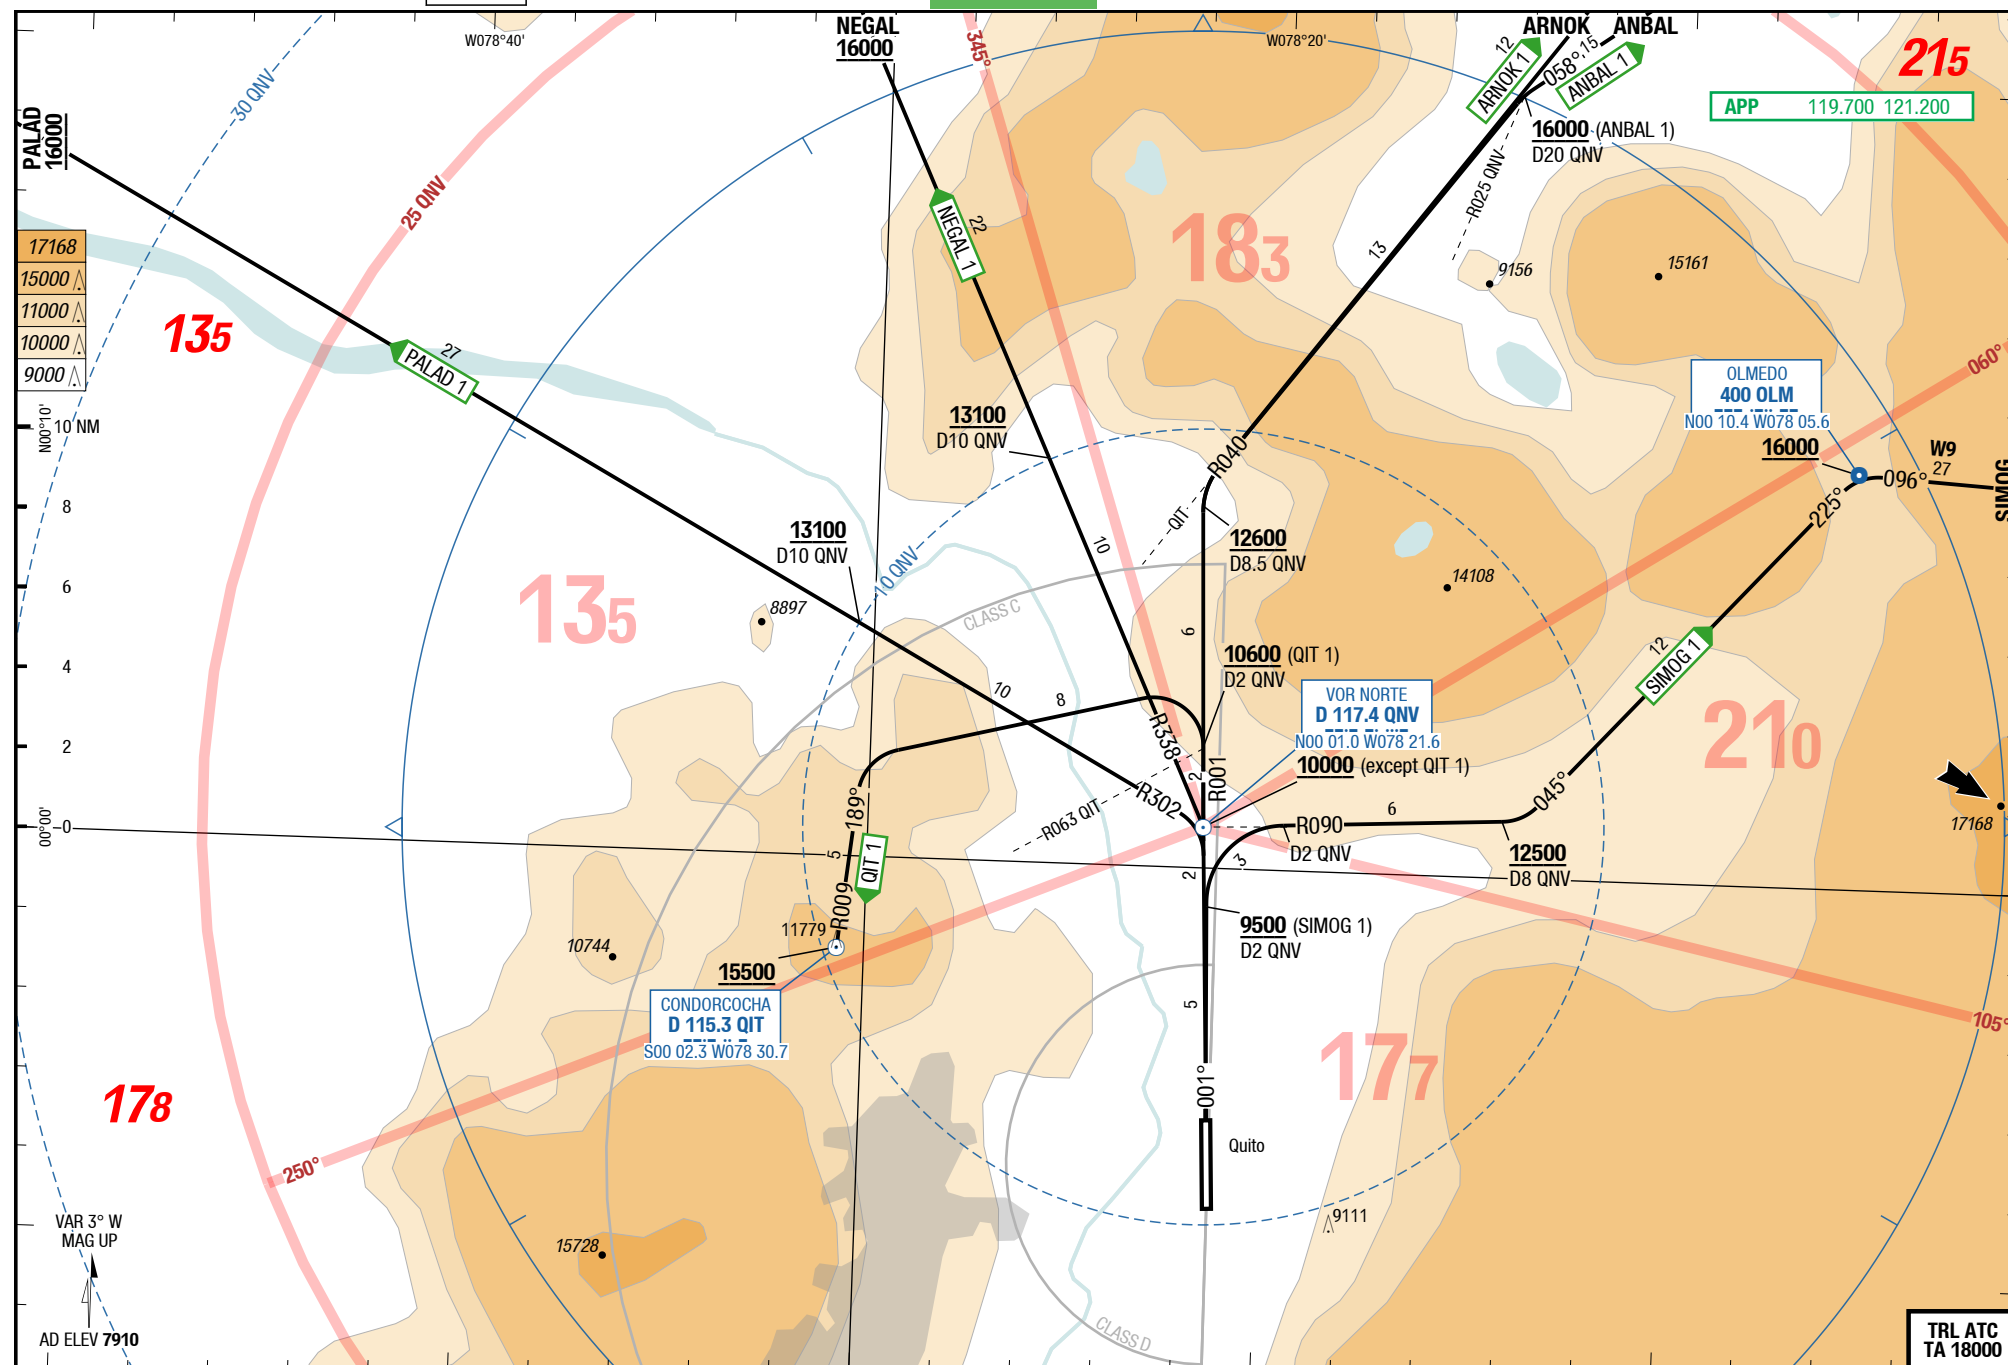 NEGAL
16000
W078°40'
W078°20'
345°
30 QNV
ARNOK
ANBAL
12
ARNOK 1
058°
15
ANBAL 1
215
APP 119.700 121.200
PALAD
16000
16000 (ANBAL 1)
D20 QNV
R025 QNV
25 QNV
NEGAL 1
22
183
13
9156
15161
17168
15000
11000
10000
9000
135
27
PALAD 1
060°
OLMEDO
400 OLM
N00 10.4 W078 05.6
16000
W9
27
096°
SIMOG
225°
N00°10'
10 NM
8
6
4
2
0
00°00'
13100
D10 QNV
R040
QIT
13100
D10 QNV
10
10 QNV
12600
D8.5 QNV
14108
135
8897
CLASS C
6
10600 (QIT 1)
D2 QNV
12
SIMOG 1
10
8
VOR NORTE
D 117.4 QNV
N00 01.0 W078 21.6
210
R338
2
R001
10000 (except QIT 1)
R302
R063 QIT
045°
6
R090
D2 QNV
17168
189°
5
QIT 1
R009
2
3
12500
D8 QNV
9500 (SIMOG 1)
D2 QNV
11779
10744
15500
CONDORCOCHA
D 115.3 QIT
S00 02.3 W078 30.7
5
105°
177
001°
178
250°
Quito
9111
VAR 3° W
MAG UP
15728
AD ELEV 7910
CLASS D
TRL ATC
TA 18000